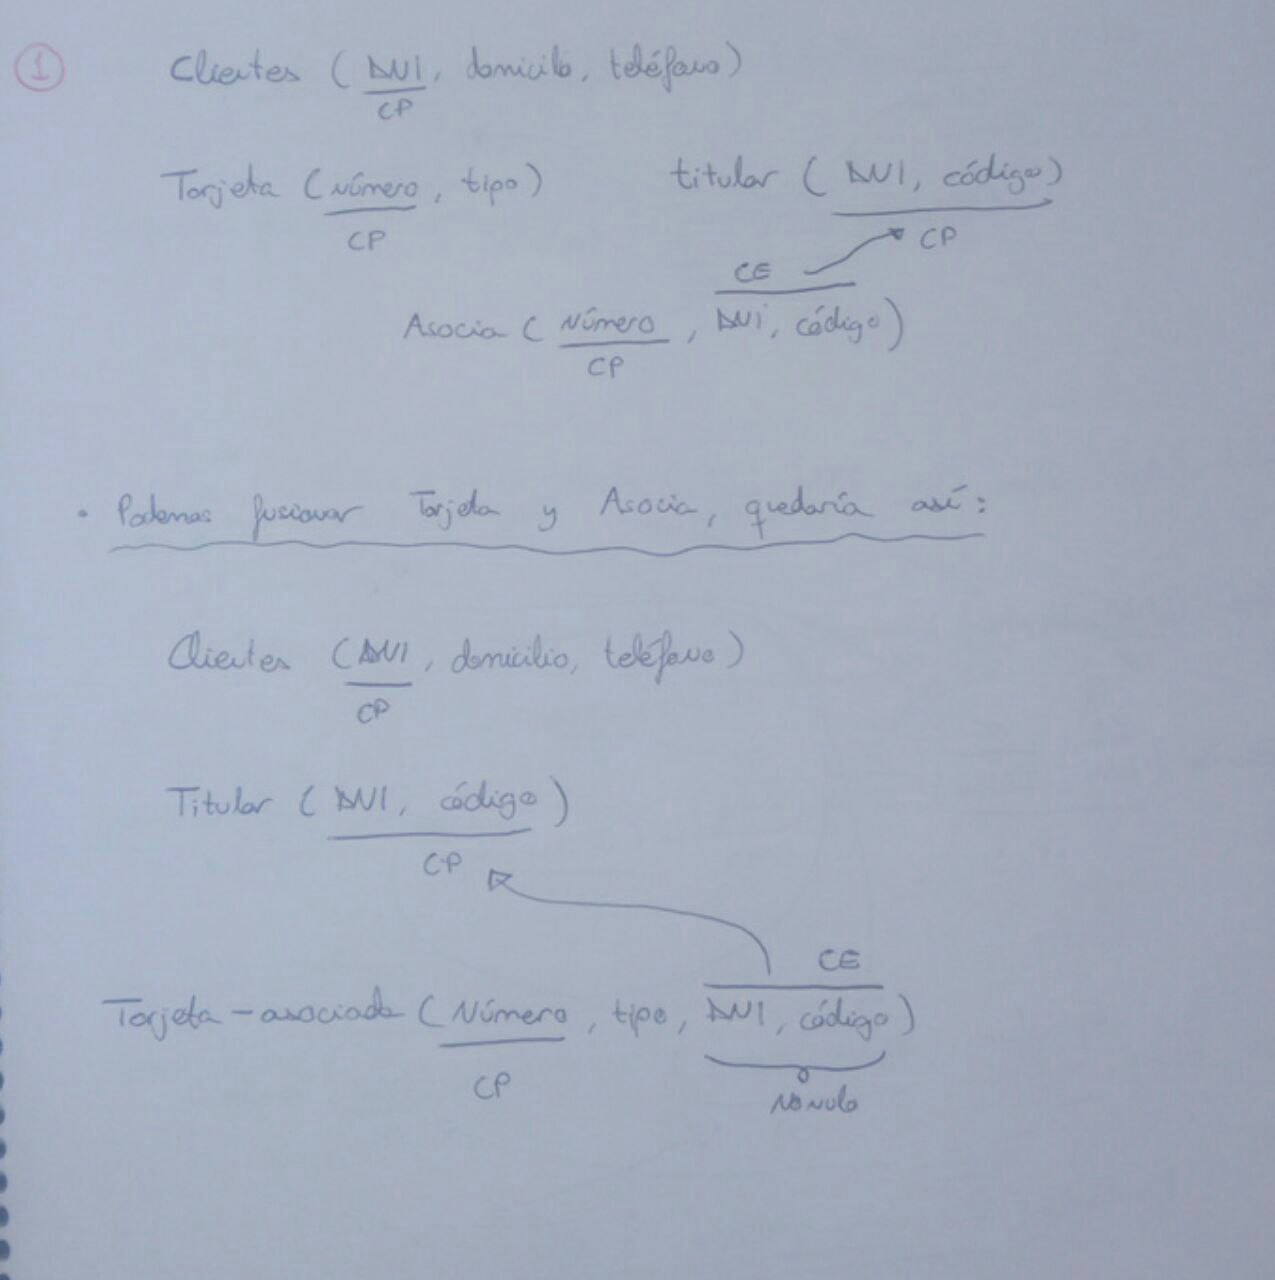 1
Clientes ( DNI, domicilo, teléfono)
CP
Tarjeta (Número, tipo)
titular ( DNI, código)
CP
CP
CE
Asocia ( Número, DNI, código)
CP
• Podemos fusionar Tarjeta y Asocia, quedaría así:
Clientes (DNI, domicilio, teléfono)
CP
Titular ( DNI, código )
CP
CE
Tarjeta-asociada ( Número, tipo, DNI, código )
CP
No nulo